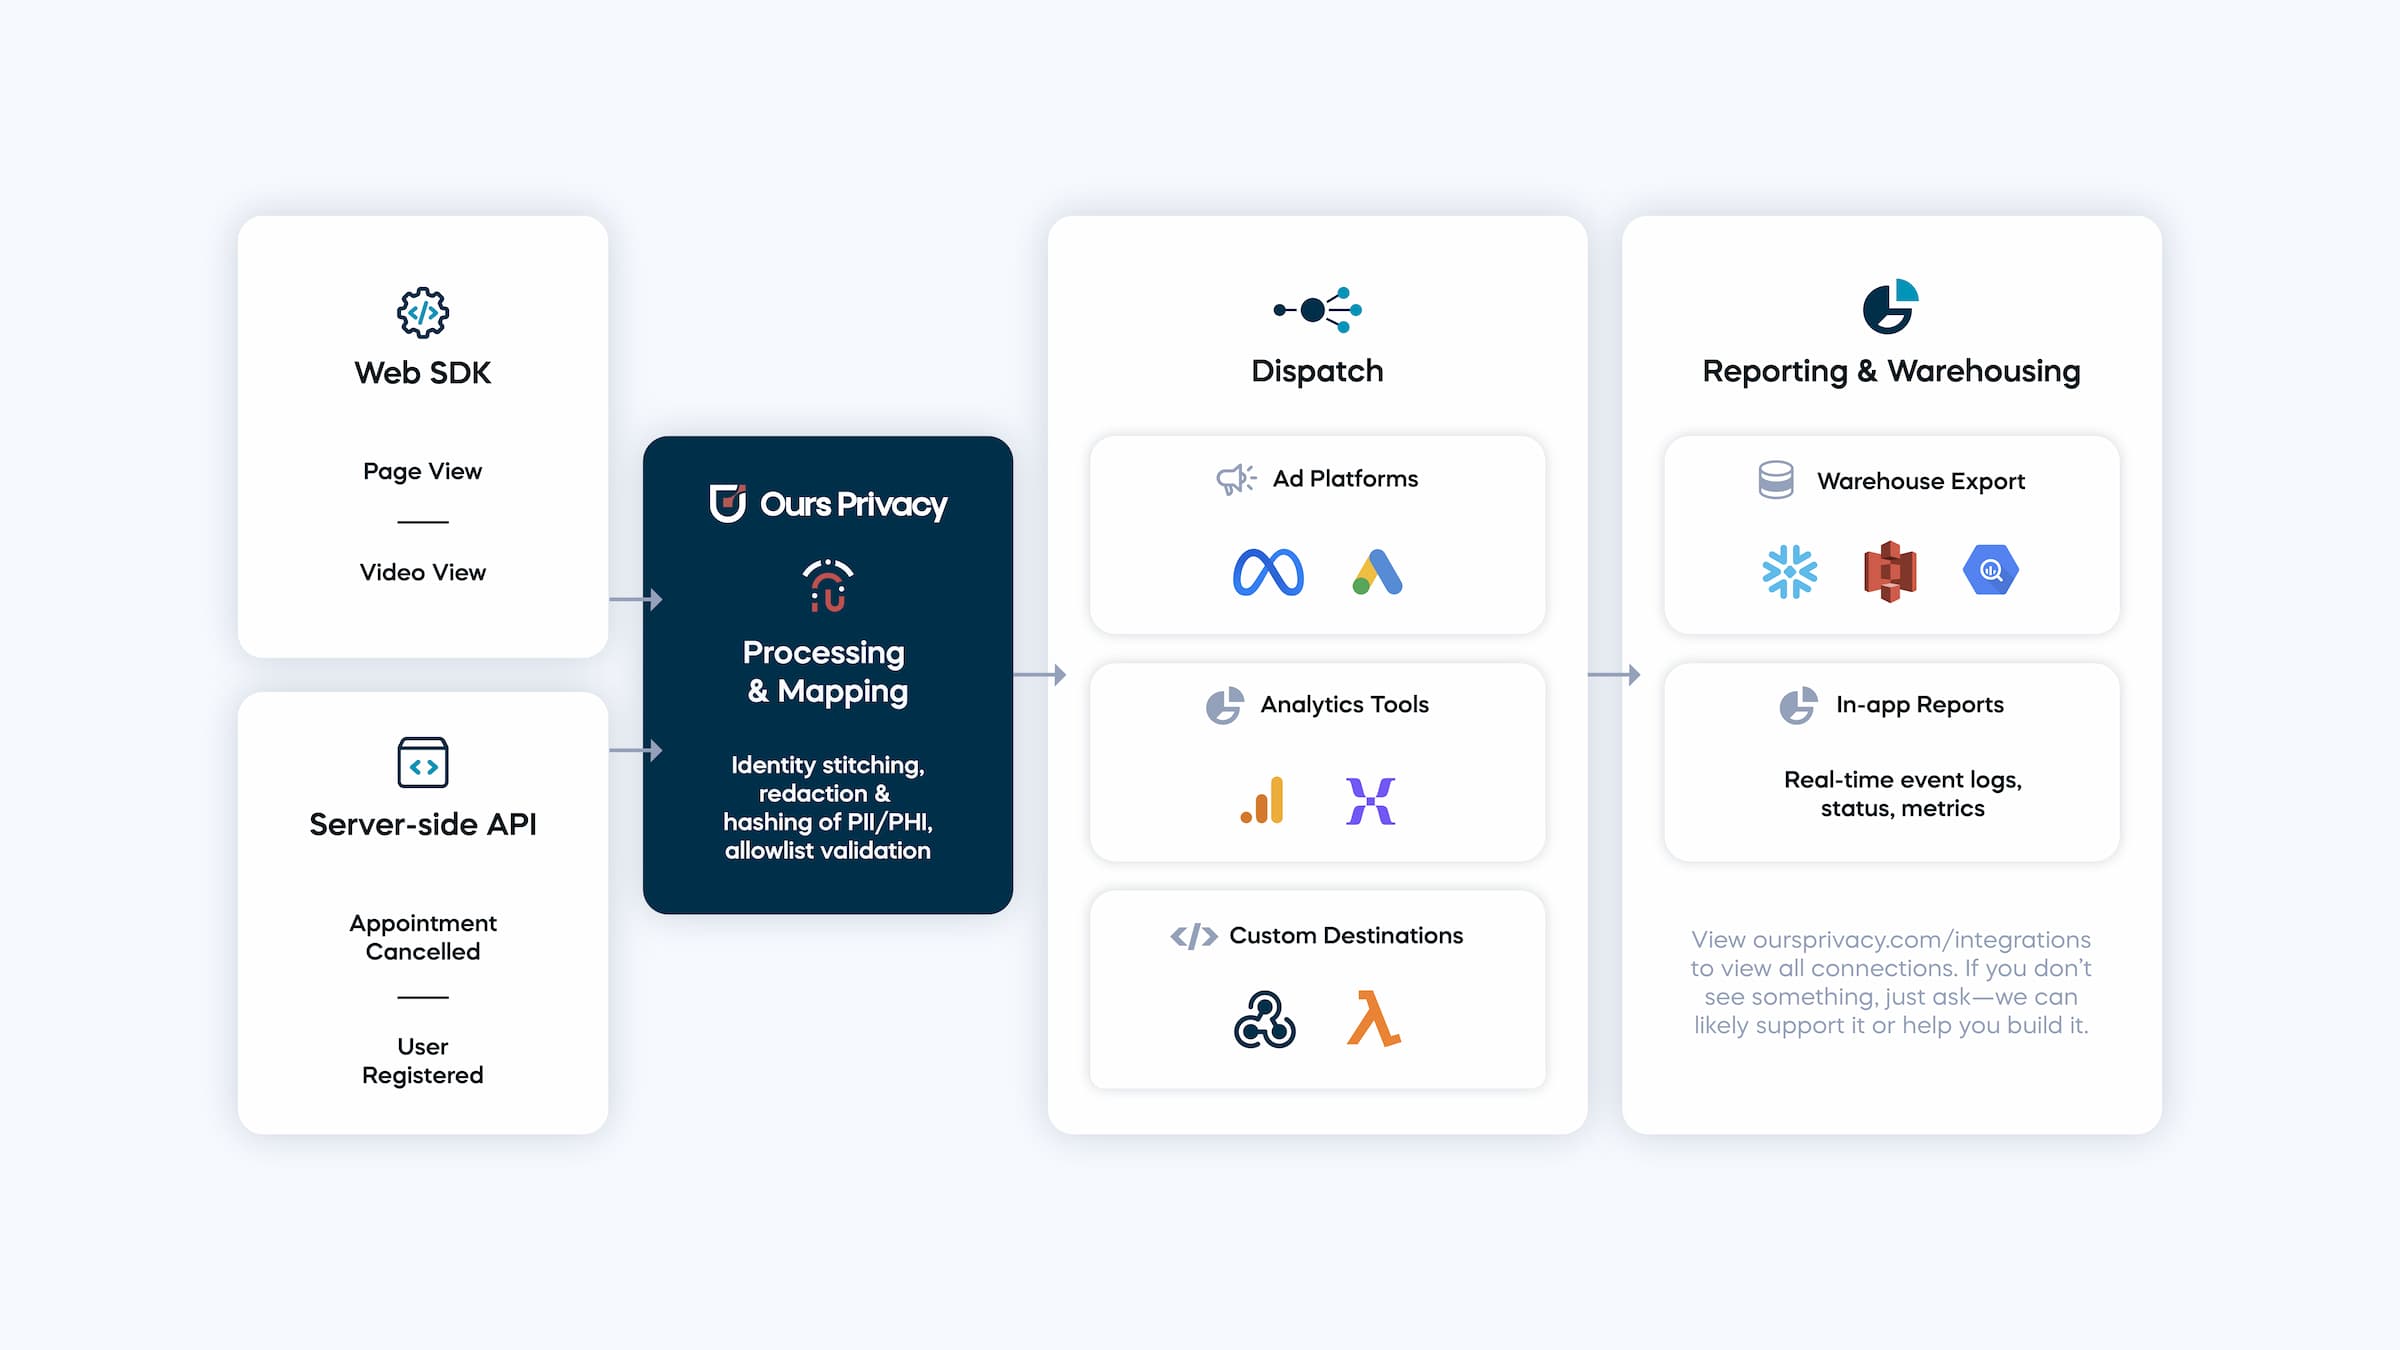 Web SDK
Page View
Video View
Server-side API
Appointment
Cancelled
User
Registered
Ours Privacy
Processing
& Mapping
Identity stitching,
redaction &
hashing of PII/PHI,
allowlist validation
Dispatch
Ad Platforms
Analytics Tools
Custom Destinations
Reporting & Warehousing
Warehouse Export
In-app Reports
Real-time event logs,
status, metrics
View oursprivacy.com/integrations
to view all connections. If you don’t
see something, just ask—we can
likely support it or help you build it.